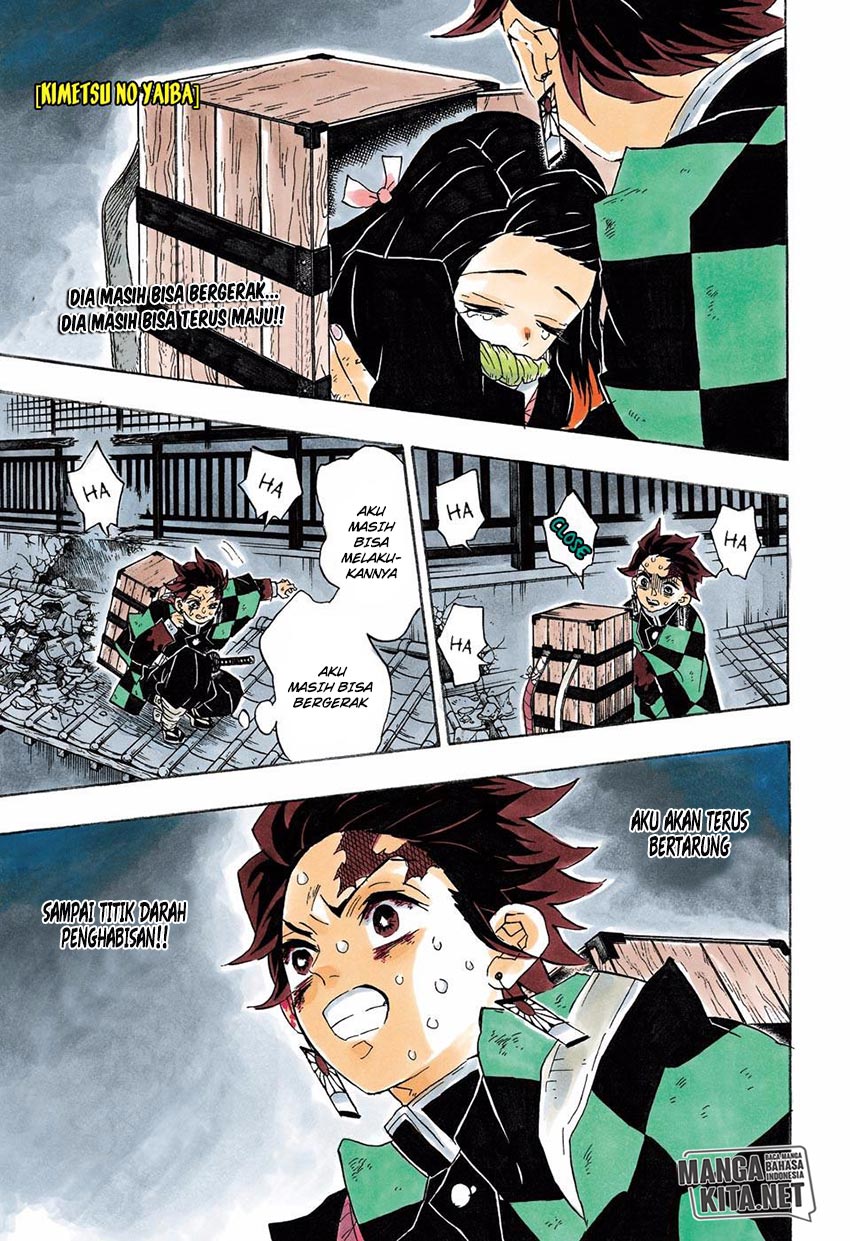 [KIMETSU NO YAIBA]
DIA MASIH BISA BERGERAK...
DIA MASIH BISA TERUS MAJU!!
HA
CLOSE
HA
HA
HA
HA
AKU
MASIH
BISA
MELAKU-
KANNYA
AKU
MASIH BISA
BERGERAK
AKU AKAN TERUS
BERTARUNG
SAMPAI TITIK DARAH
PENGHABISAN!!
MANGA
KITA.NET
BACA MANGA
BAHASA
INDONESIA